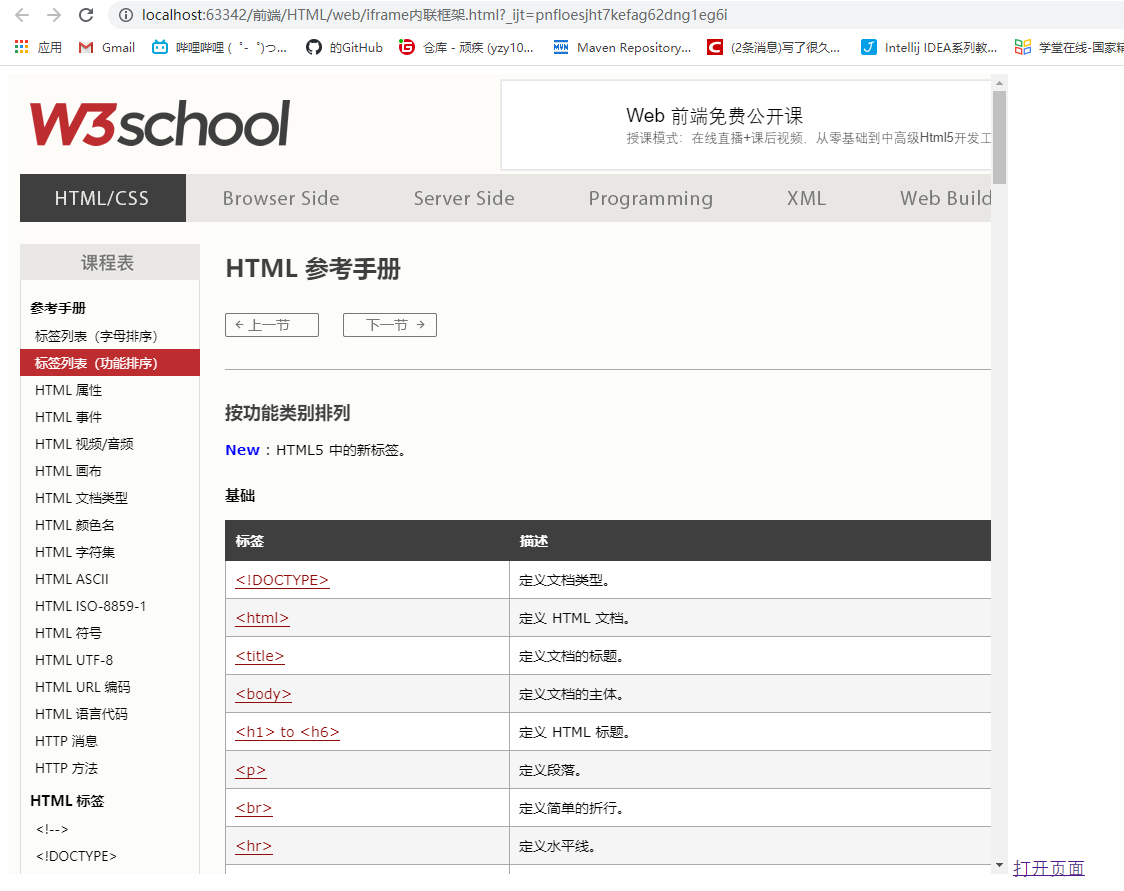 localhost:63342/前端/HTML/web/iframe内联框架.html?_ijt=pnfloesjht7kefag62dng1eg6i
应用 Gmail 哔哩哔哩 ( ゜- ゜)つ... 的GitHub 仓库 - 顽疾 (yzy10... Maven Repository... (2条消息)写了很久... Intellij IDEA系列教... 学堂在线-国家精
W3school
Web 前端免费公开课
授课模式：在线直播+课后视频，从零基础到中高级Html5开发工
HTML/CSS Browser Side Server Side Programming XML Web Build
课程表
参考手册
标签列表（字母排序）
标签列表（功能排序）
HTML 属性
HTML 事件
HTML 视频/音频
HTML 画布
HTML 文档类型
HTML 颜色名
HTML 字符集
HTML ASCII
HTML ISO-8859-1
HTML 符号
HTML UTF-8
HTML URL 编码
HTML 语言代码
HTTP 消息
HTTP 方法
HTML 标签
<!-->
<!DOCTYPE>
HTML 参考手册
← 上一节 下一节 →
按功能类别排列
New : HTML5 中的新标签。
基础
标签 描述
<!DOCTYPE> 定义文档类型。
<html> 定义 HTML 文档。
<title> 定义文档的标题。
<body> 定义文档的主体。
<h1> to <h6> 定义 HTML 标题。
<p> 定义段落。
<br> 定义简单的折行。
<hr> 定义水平线。
打开页面